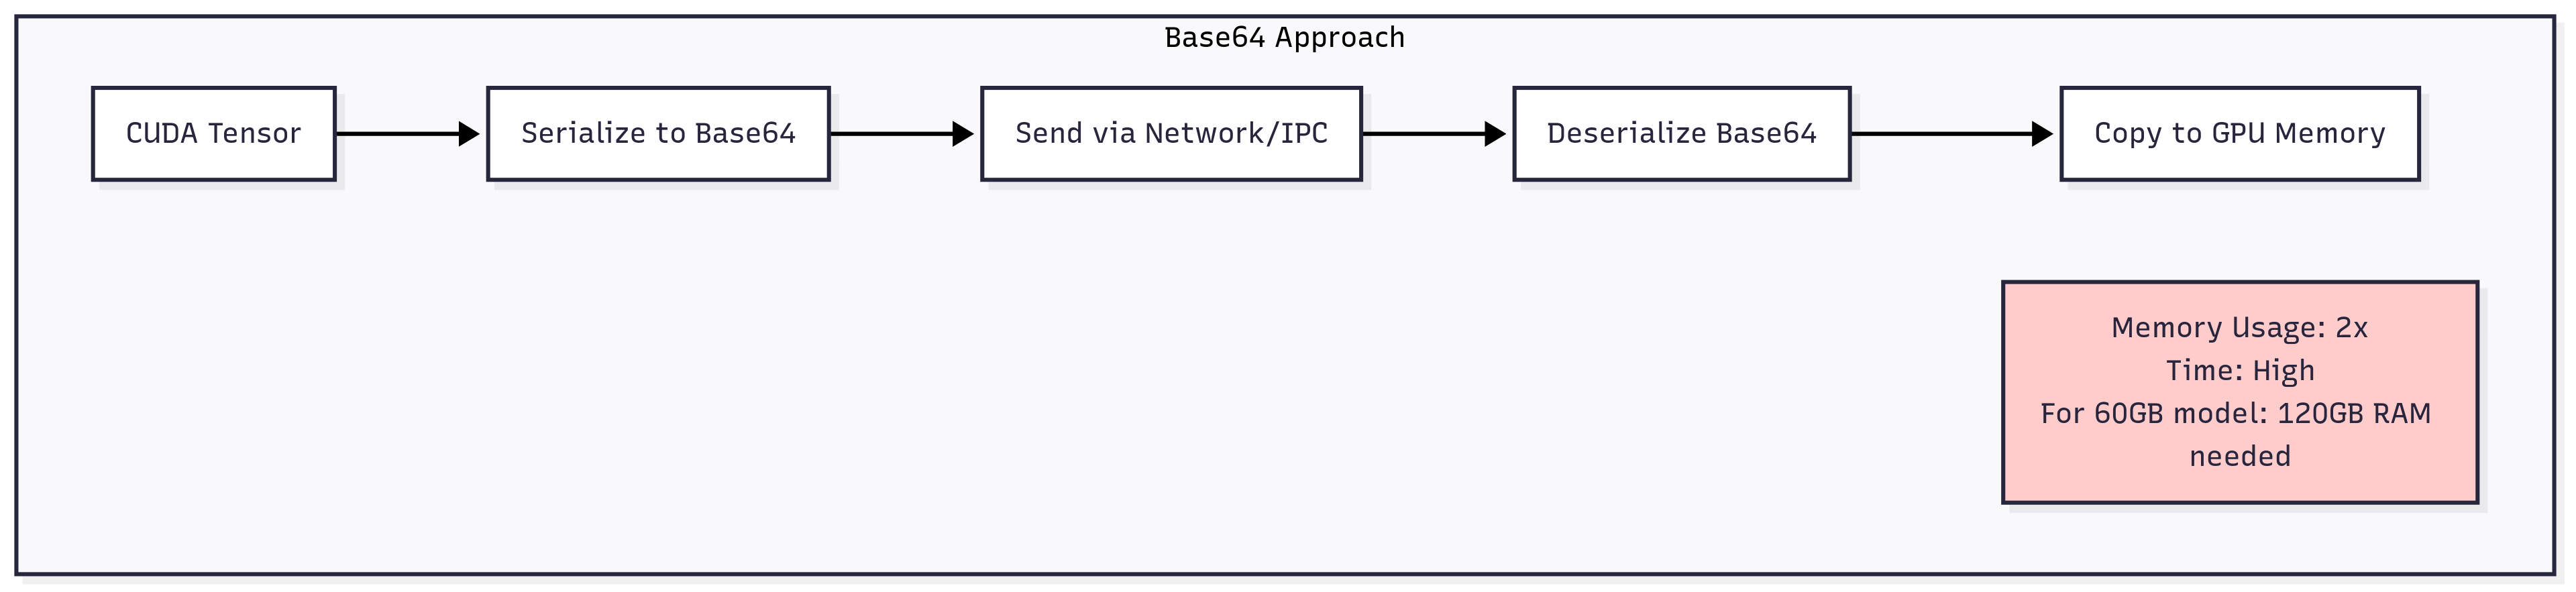 Base64 Approach
CUDA Tensor
Serialize to Base64
Send via Network/IPC
Deserialize Base64
Copy to GPU Memory
Memory Usage: 2x
Time: High
For 60GB model: 120GB RAM
needed